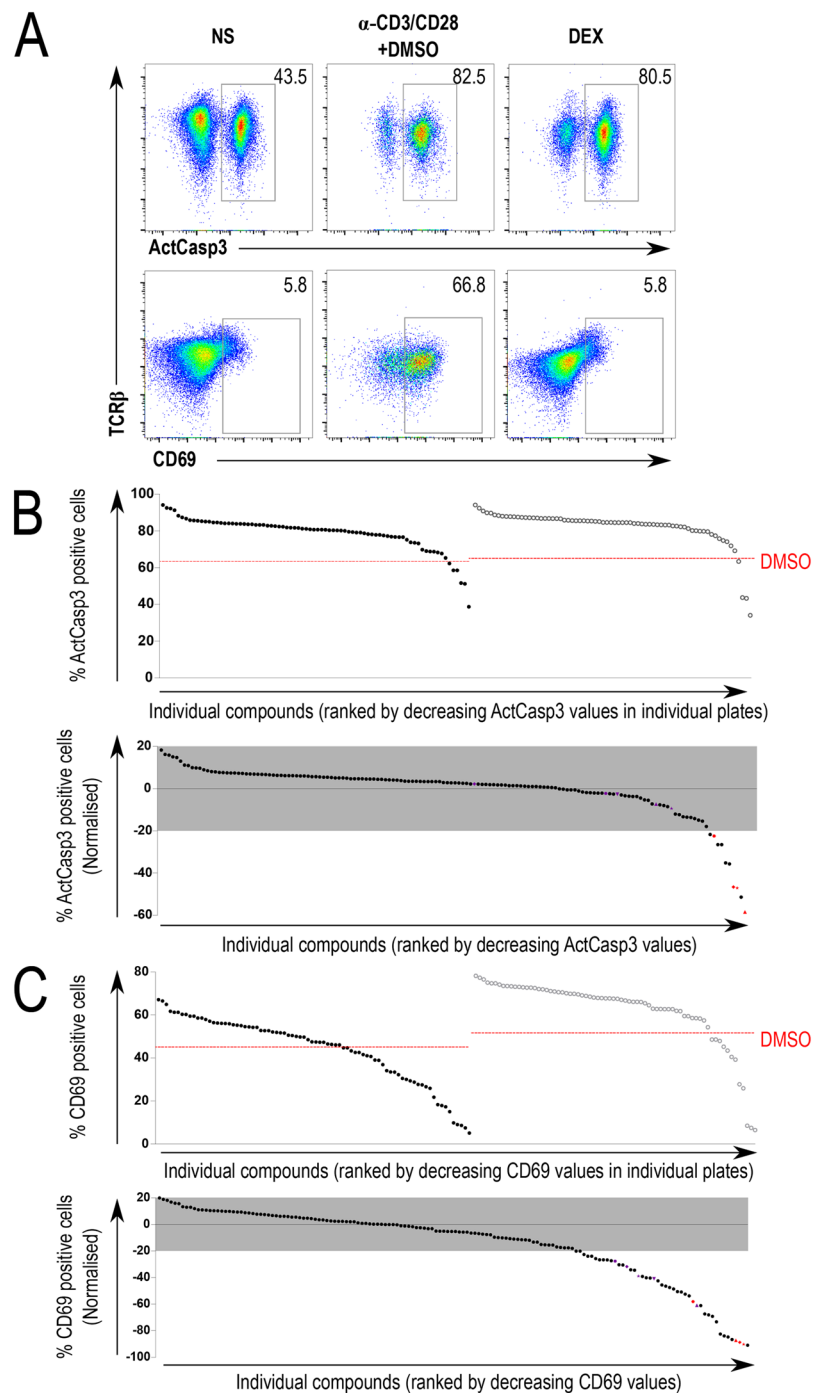 A
NS
α-CD3/CD28
+DMSO
DEX
43.5
82.5
80.5
ActCasp3
5.8
66.8
5.8
TCRβ
CD69
B
% ActCasp3 positive cells
100
80
60
40
20
0
DMSO
Individual compounds (ranked by decreasing ActCasp3 values in individual plates)
% ActCasp3 positive cells
(Normalised)
20
0
-20
-40
-60
Individual compounds (ranked by decreasing ActCasp3 values)
C
% CD69 positive cells
80
60
40
20
0
DMSO
Individual compounds (ranked by decreasing CD69 values in individual plates)
% CD69 positive cells
(Normalised)
20
0
-20
-40
-60
-80
-100
Individual compounds (ranked by decreasing CD69 values)